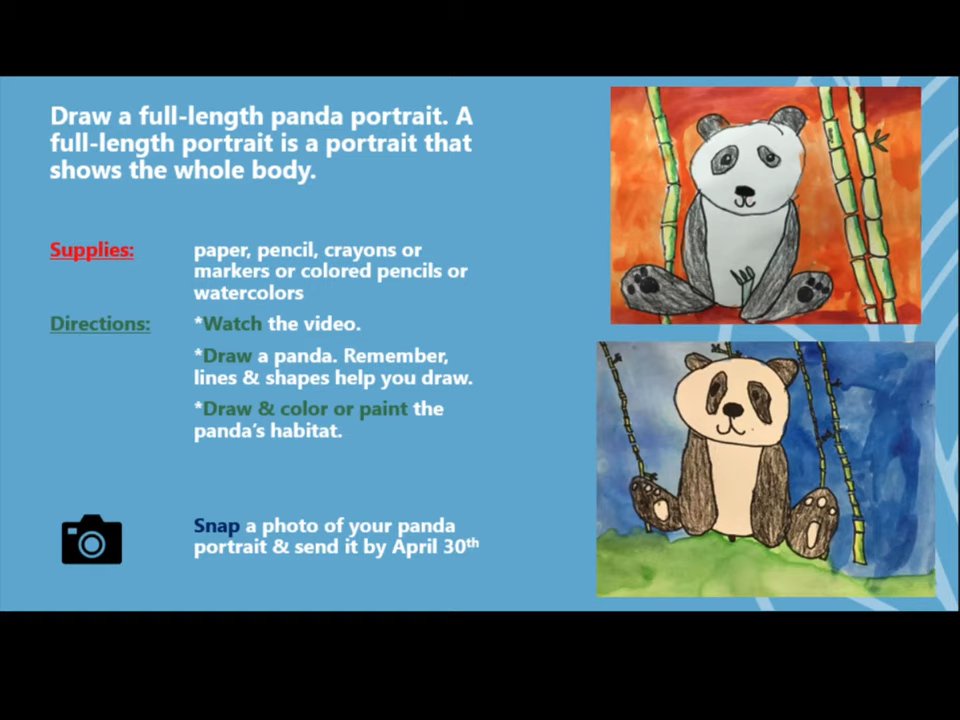 Draw a full-length panda portrait. A
full-length portrait is a portrait that
shows the whole body.
Supplies: paper, pencil, crayons or
markers or colored pencils or
watercolors
Directions: *Watch the video.
*Draw a panda. Remember,
lines & shapes help you draw.
*Draw & color or paint the
panda's habitat.
Snap a photo of your panda
portrait & send it by April 30th